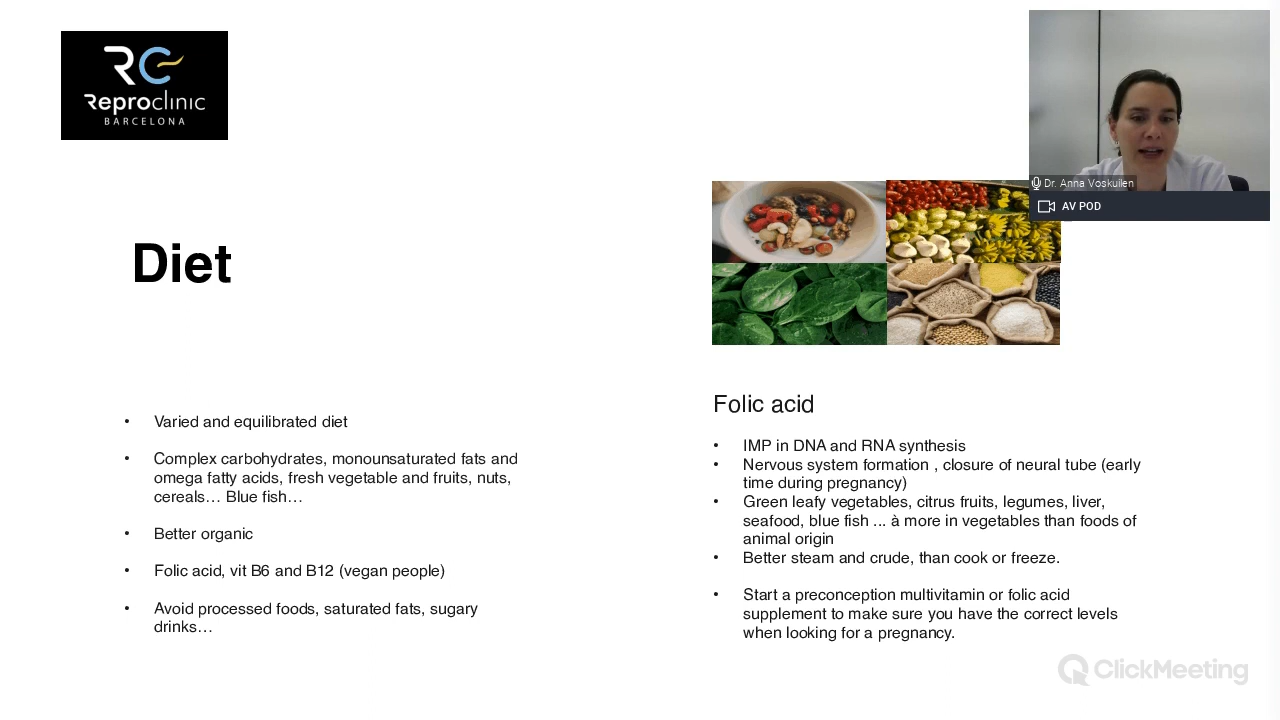 RC
Reproclinic
BARCELONA
Dr. Anna Voskuilen
AV POD
Diet
• Varied and equilibrated diet
• Complex carbohydrates, monounsaturated fats and
omega fatty acids, fresh vegetable and fruits, nuts,
cereals… Blue fish…
• Better organic
• Folic acid, vit B6 and B12 (vegan people)
• Avoid processed foods, saturated fats, sugary
drinks…
Folic acid
• IMP in DNA and RNA synthesis
• Nervous system formation , closure of neural tube (early
time during pregnancy)
• Green leafy vegetables, citrus fruits, legumes, liver,
seafood, blue fish ... à more in vegetables than foods of
animal origin
• Better steam and crude, than cook or freeze.
• Start a preconception multivitamin or folic acid
supplement to make sure you have the correct levels
when looking for a pregnancy.
ClickMeeting